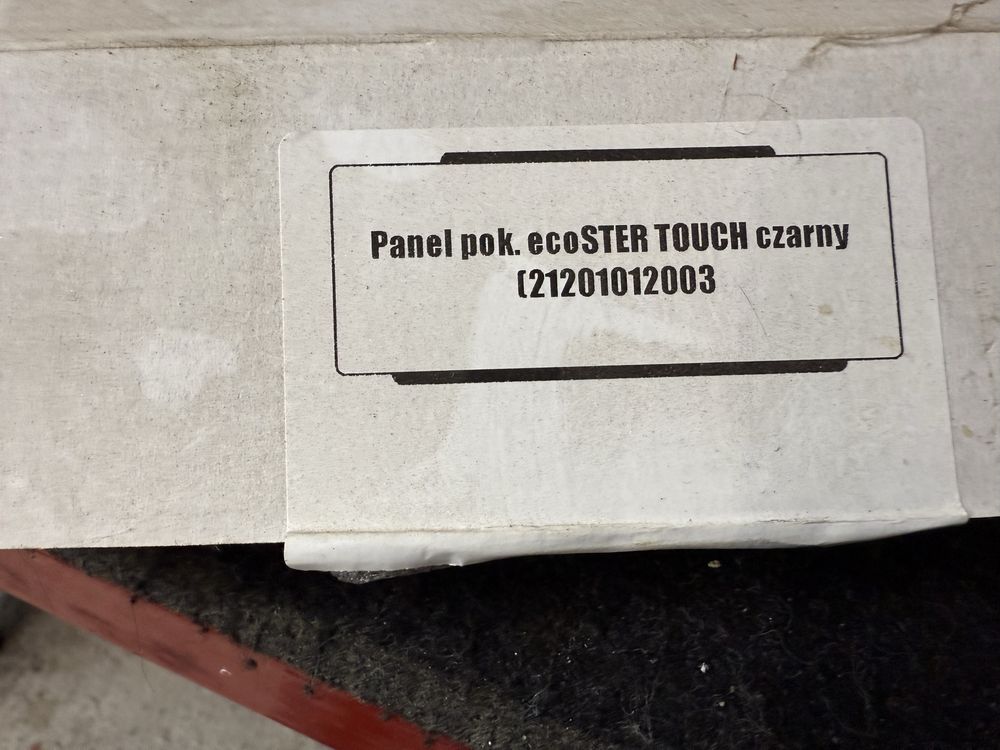 Panel pok. ecoSTER TOUCH czarny
(21201012003